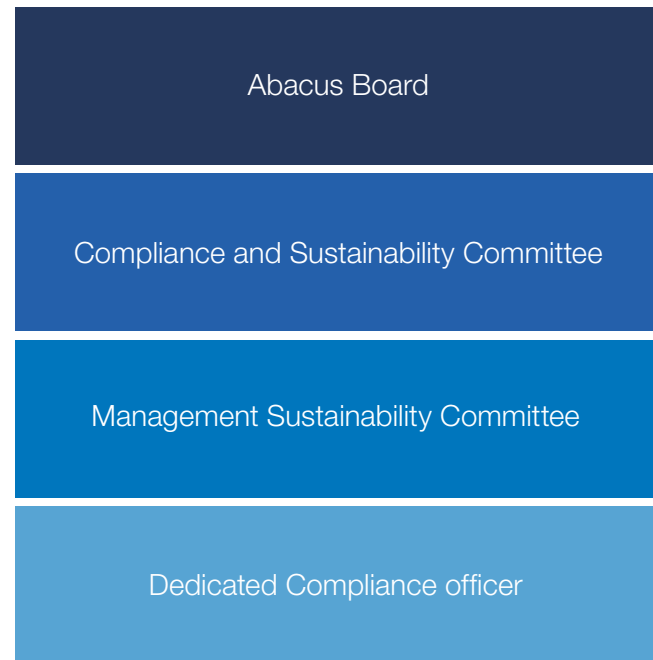 Abacus Board
Compliance and Sustainability Committee
Management Sustainability Committee
Dedicated Compliance officer